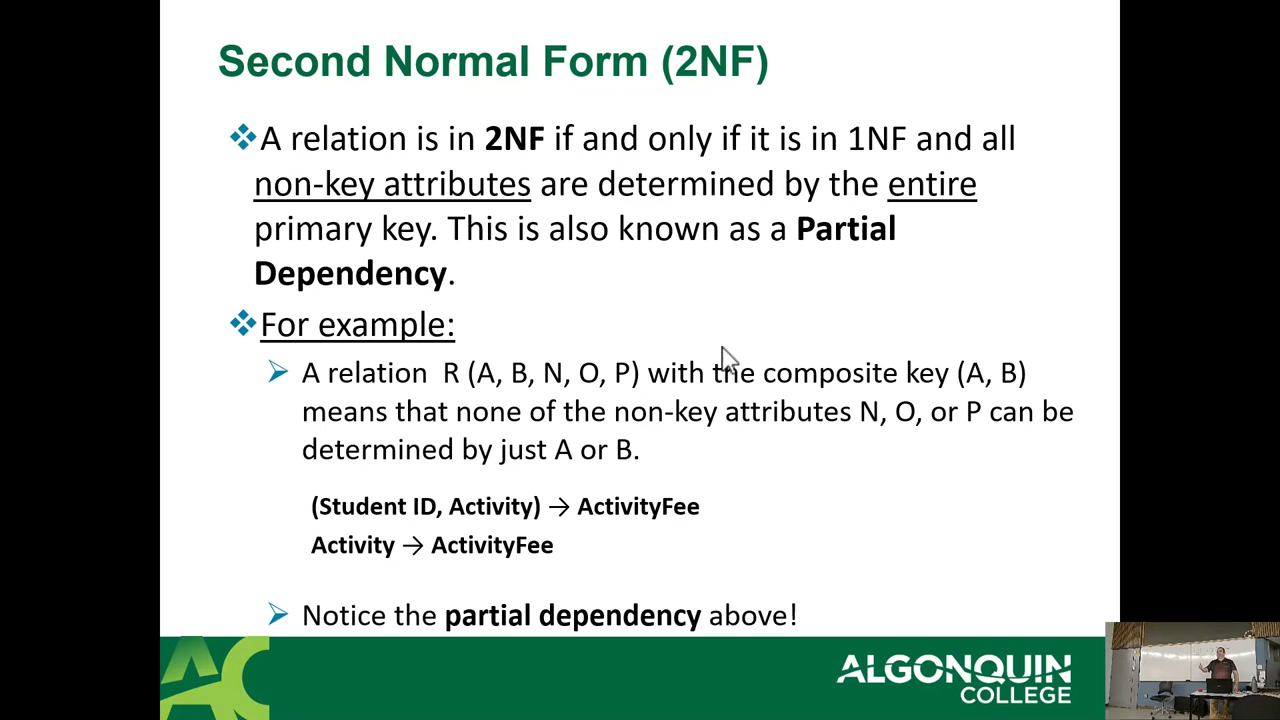 Second Normal Form (2NF)
A relation is in 2NF if and only if it is in 1NF and all
non-key attributes are determined by the entire
primary key. This is also known as a Partial
Dependency.
For example:
A relation R (A, B, N, O, P) with the composite key (A, B)
means that none of the non-key attributes N, O, or P can be
determined by just A or B.
(Student ID, Activity) → ActivityFee
Activity → ActivityFee
Notice the partial dependency above!
AC
ALGONQUIN
COLLEGE